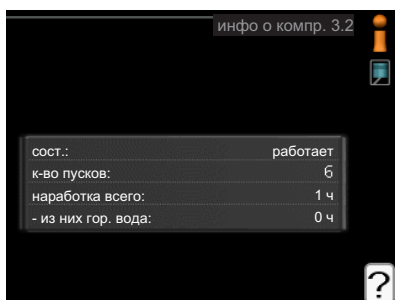 инфо о компр. 3.2
сост.: работает
к-во пусков: 6
наработка всего: 1 ч
- из них гор. вода: 0 ч
?